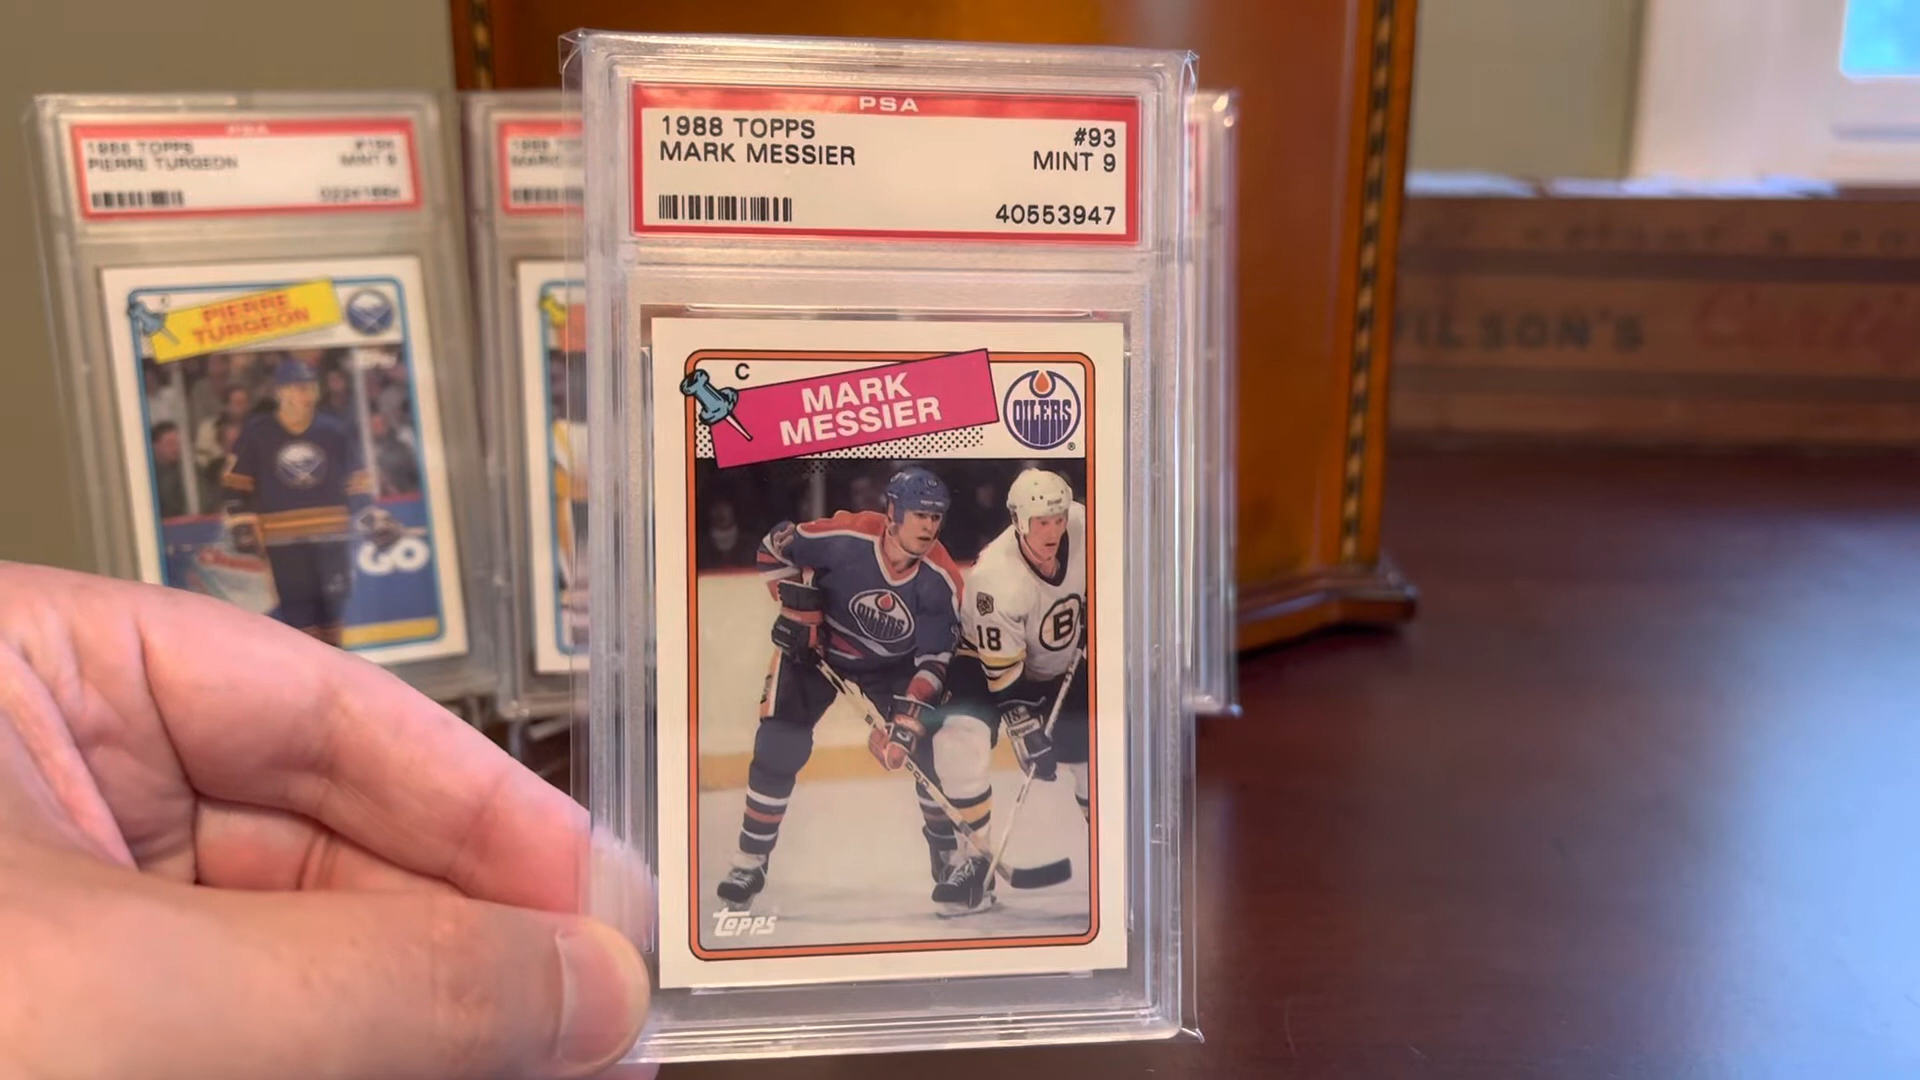 PSA
1988 TOPPS
#93
MARK MESSIER
MINT 9
40553947
C
MARK
MESSIER
OILERS
®
OILERS
18
B
topps
PSA
1988 TOPPS
PIERRE TURGEON
MINT 9
PIERRE
TURGEON
GO
WILSON'S